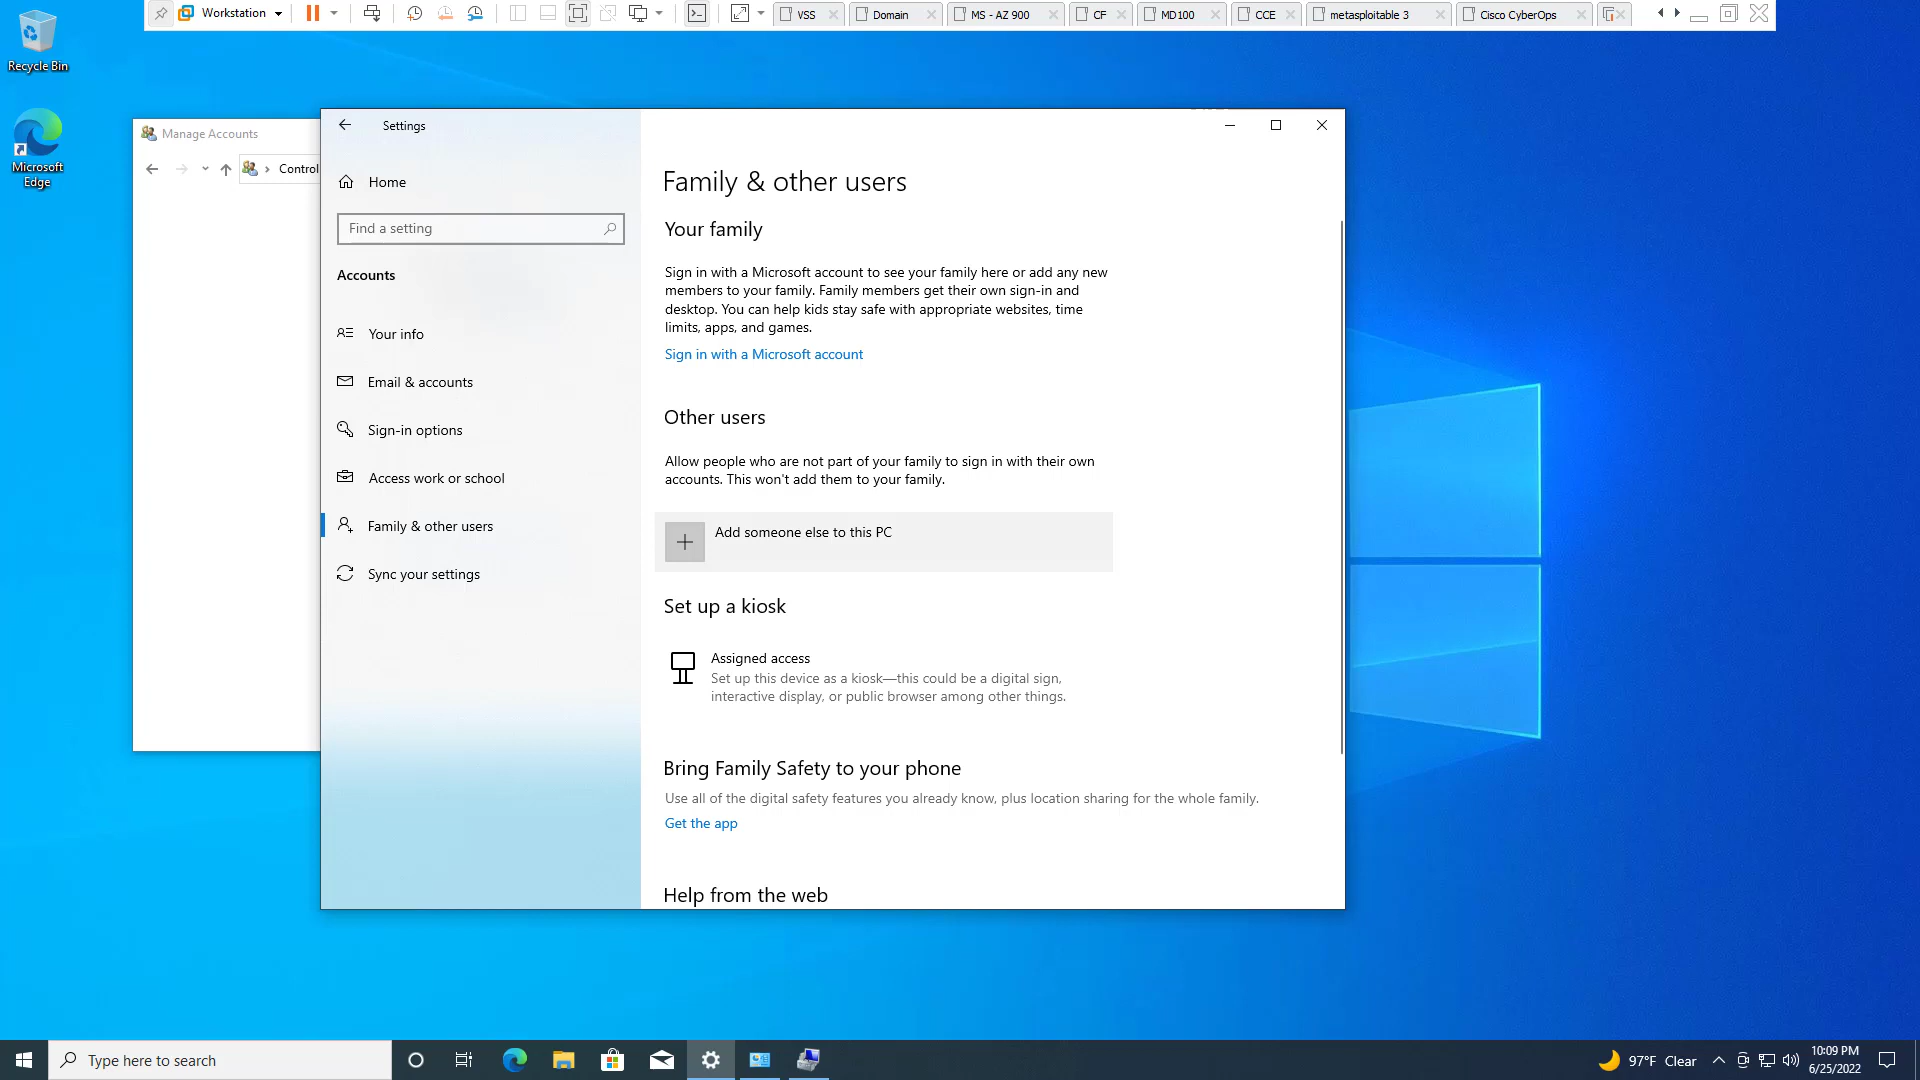 Workstation
VSS
Domain
MS - AZ 900
CF
MD100
CCE
metasploitable 3
Cisco CyberOps
Recycle Bin
Microsoft
Edge
Manage Accounts
Control
Settings
Home
Find a setting
Accounts
Your info
Email & accounts
Sign-in options
Access work or school
Family & other users
Sync your settings
Family & other users
Your family
Sign in with a Microsoft account to see your family here or add any new
members to your family. Family members get their own sign-in and
desktop. You can help kids stay safe with appropriate websites, time
limits, apps, and games.
Sign in with a Microsoft account
Other users
Allow people who are not part of your family to sign in with their own
accounts. This won't add them to your family.
Add someone else to this PC
Set up a kiosk
Assigned access
Set up this device as a kiosk—this could be a digital sign,
interactive display, or public browser among other things.
Bring Family Safety to your phone
Use all of the digital safety features you already know, plus location sharing for the whole family.
Get the app
Help from the web
Type here to search
97°F Clear
10:09 PM
6/25/2022